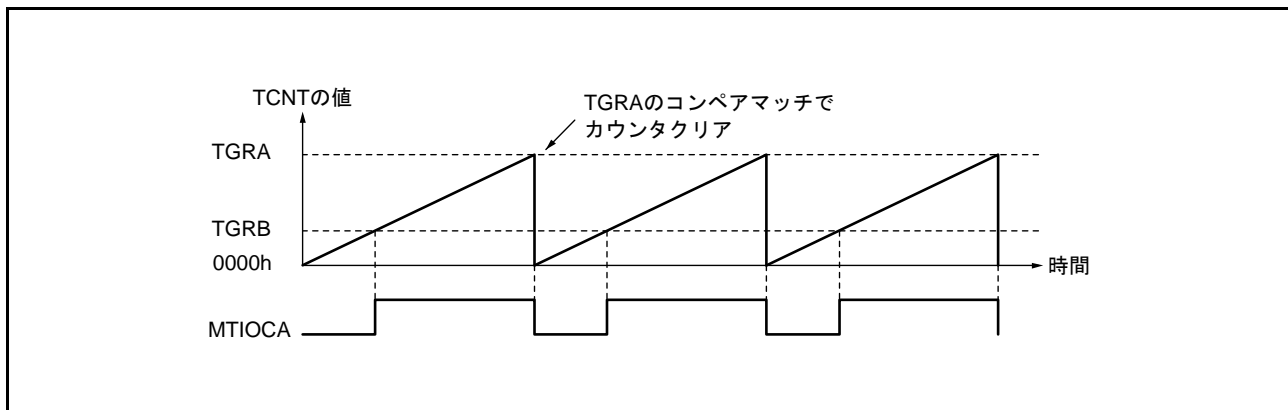 TCNTの値
TGRAのコンペアマッチで
カウンタクリア
TGRA
TGRB
0000h
時間
MTIOCA